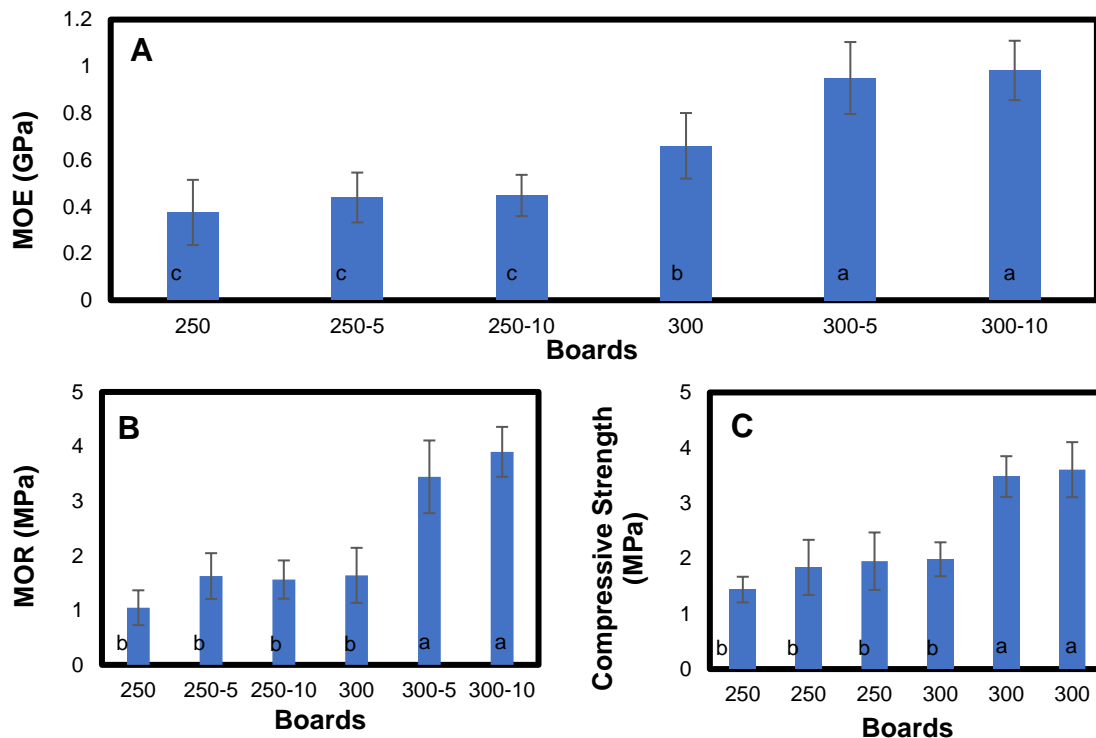 A
MOE (GPa)
1.2
1
0.8
0.6
0.4
0.2
0
c c c b a a
250 250-5 250-10 300 300-5 300-10
Boards
B
MOR (MPa)
5
4
3
2
1
0
b b b b a a
250 250-5 250-10 300 300-5 300-10
Boards
C
Compressive Strength
(MPa)
5
4
3
2
1
0
b b b b a a
250 250 250 300 300 300
Boards